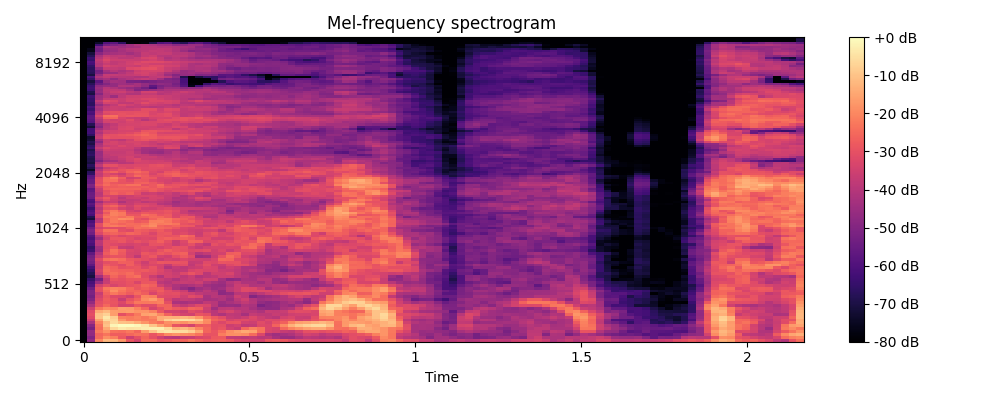 Mel-frequency spectrogram
Hz
8192
4096
2048
1024
512
0
0
0.5
1
1.5
2
Time
+0 dB
-10 dB
-20 dB
-30 dB
-40 dB
-50 dB
-60 dB
-70 dB
-80 dB